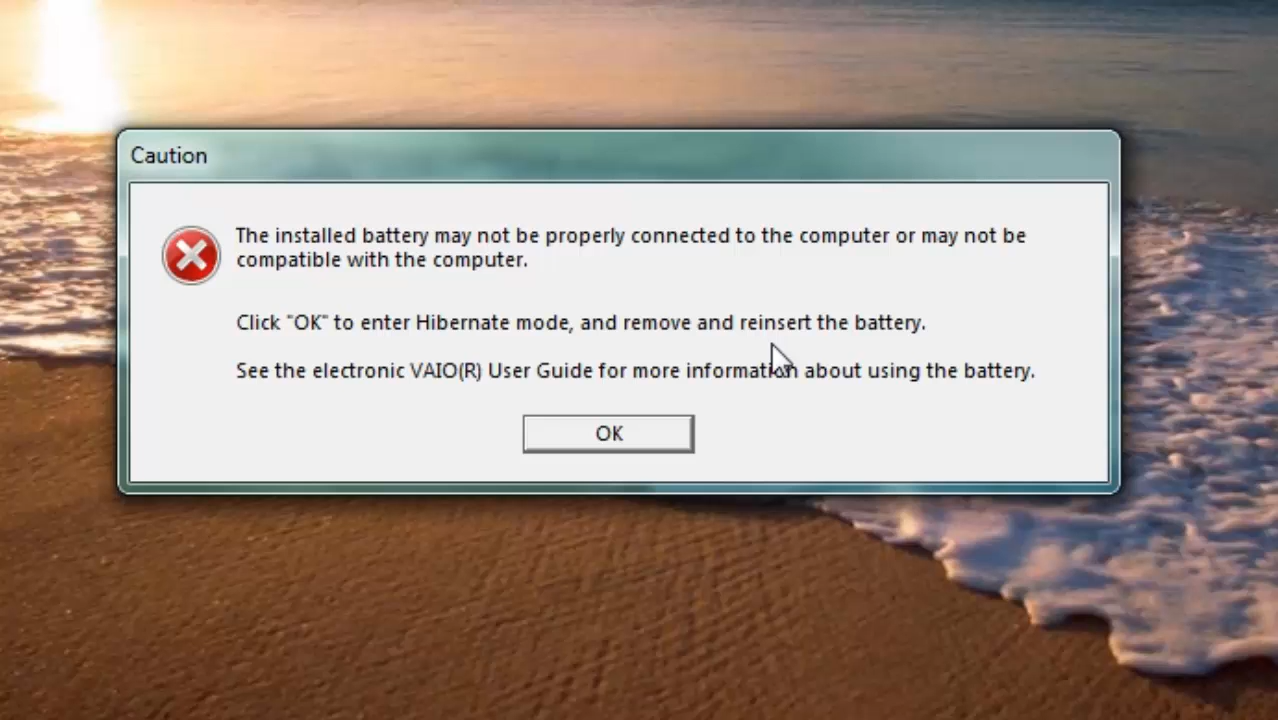 Caution
The installed battery may not be properly connected to the computer or may not be
compatible with the computer.
Click "OK" to enter Hibernate mode, and remove and reinsert the battery.
See the electronic VAIO(R) User Guide for more information about using the battery.
OK